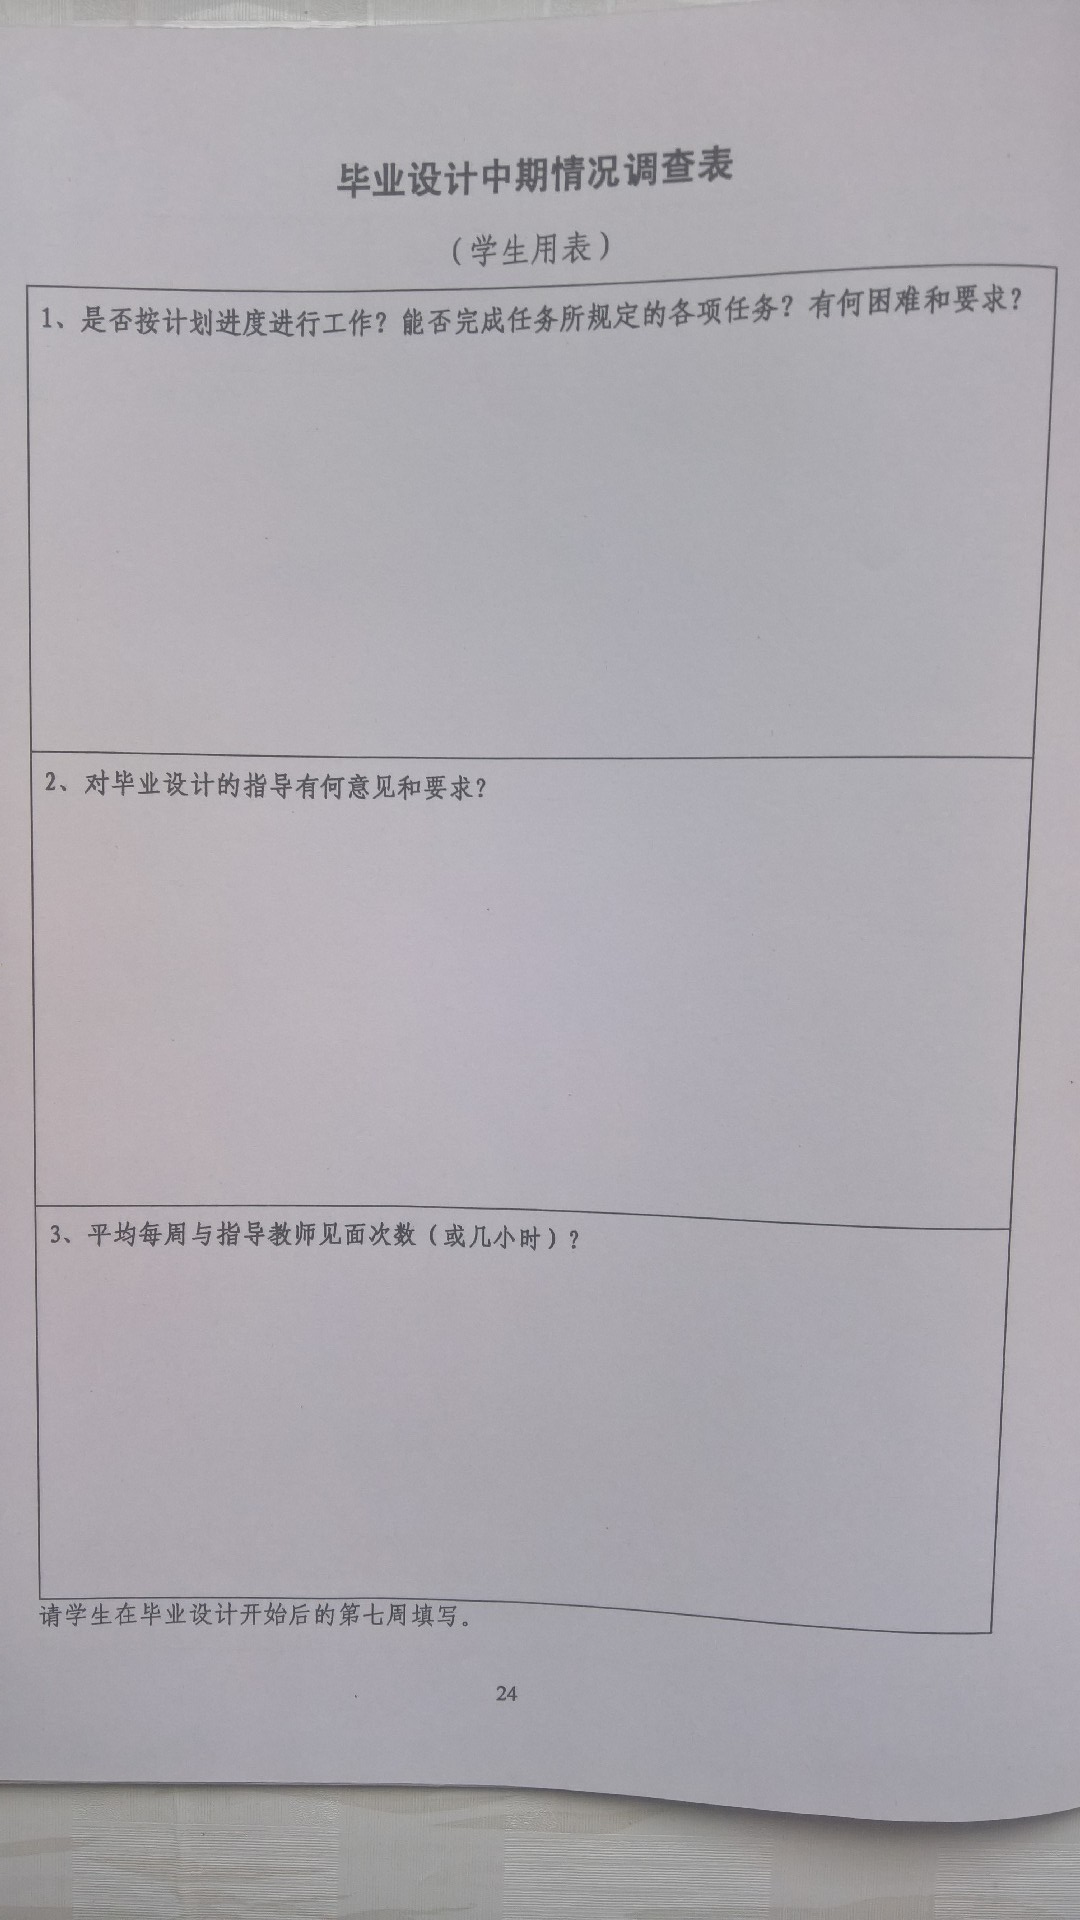 毕业设计中期情况调查表
（学生用表）
1、是否按计划进度进行工作？能否完成任务所规定的各项任务？有何困难和要求？
2、对毕业设计的指导有何意见和要求？
3、平均每周与指导教师见面次数（或几小时）？
请学生在毕业设计开始后的第七周填写。
24